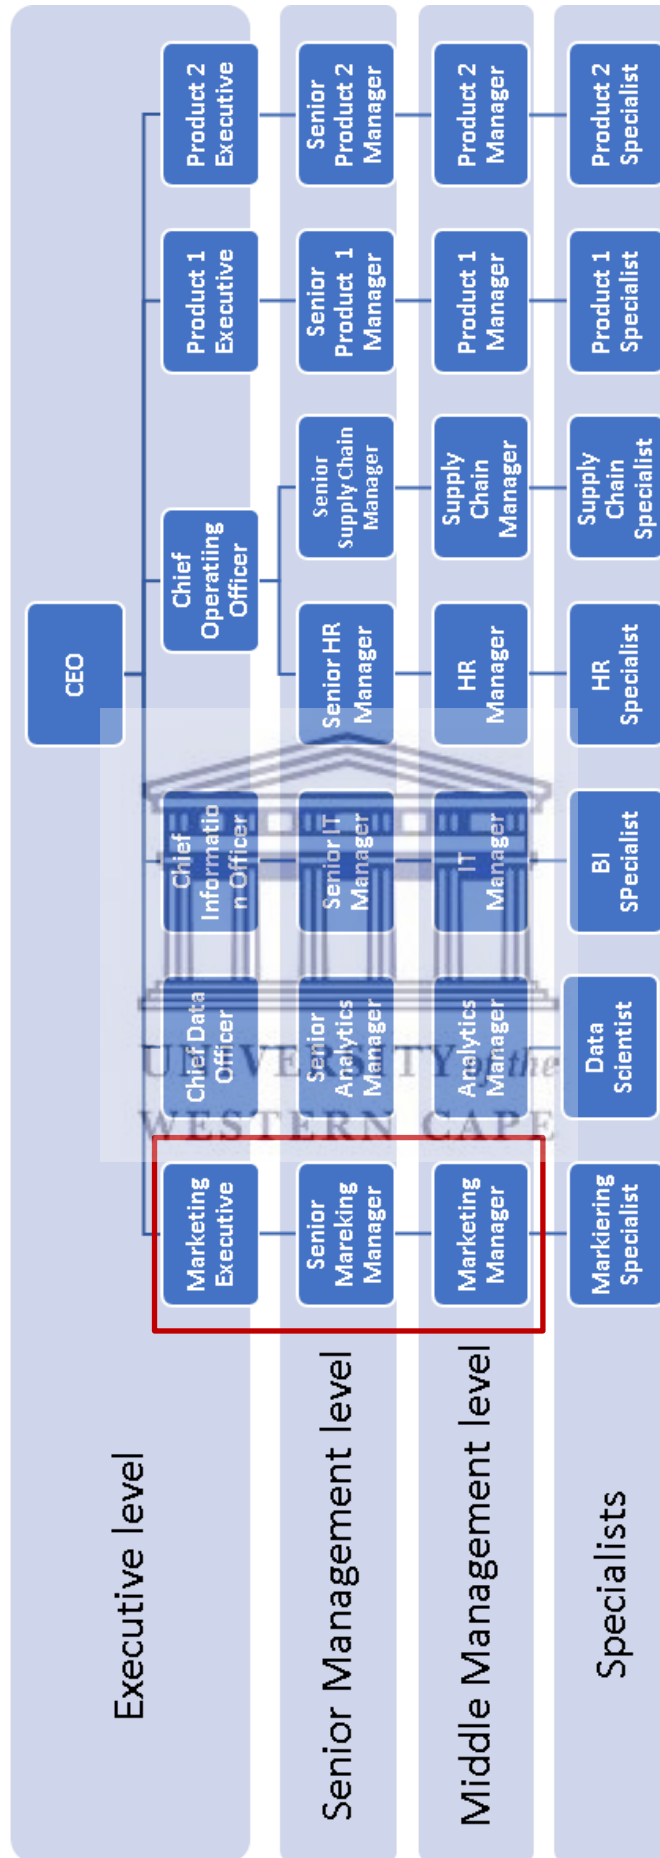 Executive level
CEO
Marketing
Executive
Chief Data
Officer
Chief
Informatio
n Officer
Chief
Operatiing
Officer
Product 1
Executive
Product 2
Executive
Senior Management level
Senior
Mareking
Manager
Senior
Analytics
Manager
Senior IT
Manager
Senior HR
Manager
Senior
Supply Chain
Manager
Senior
Product 1
Manager
Senior
Product 2
Manager
Middle Management level
Marketing
Manager
Analytics
Manager
IT
Manager
HR
Manager
Supply
Chain
Manager
Product 1
Manager
Product 2
Manager
Specialists
Markiering
Specialist
Data
Scientist
BI
SPecialist
HR
Specialist
Supply
Chain
Specialist
Product 1
Specialist
Product 2
Specialist
UNIVERSITY of the
WESTERN CAPE